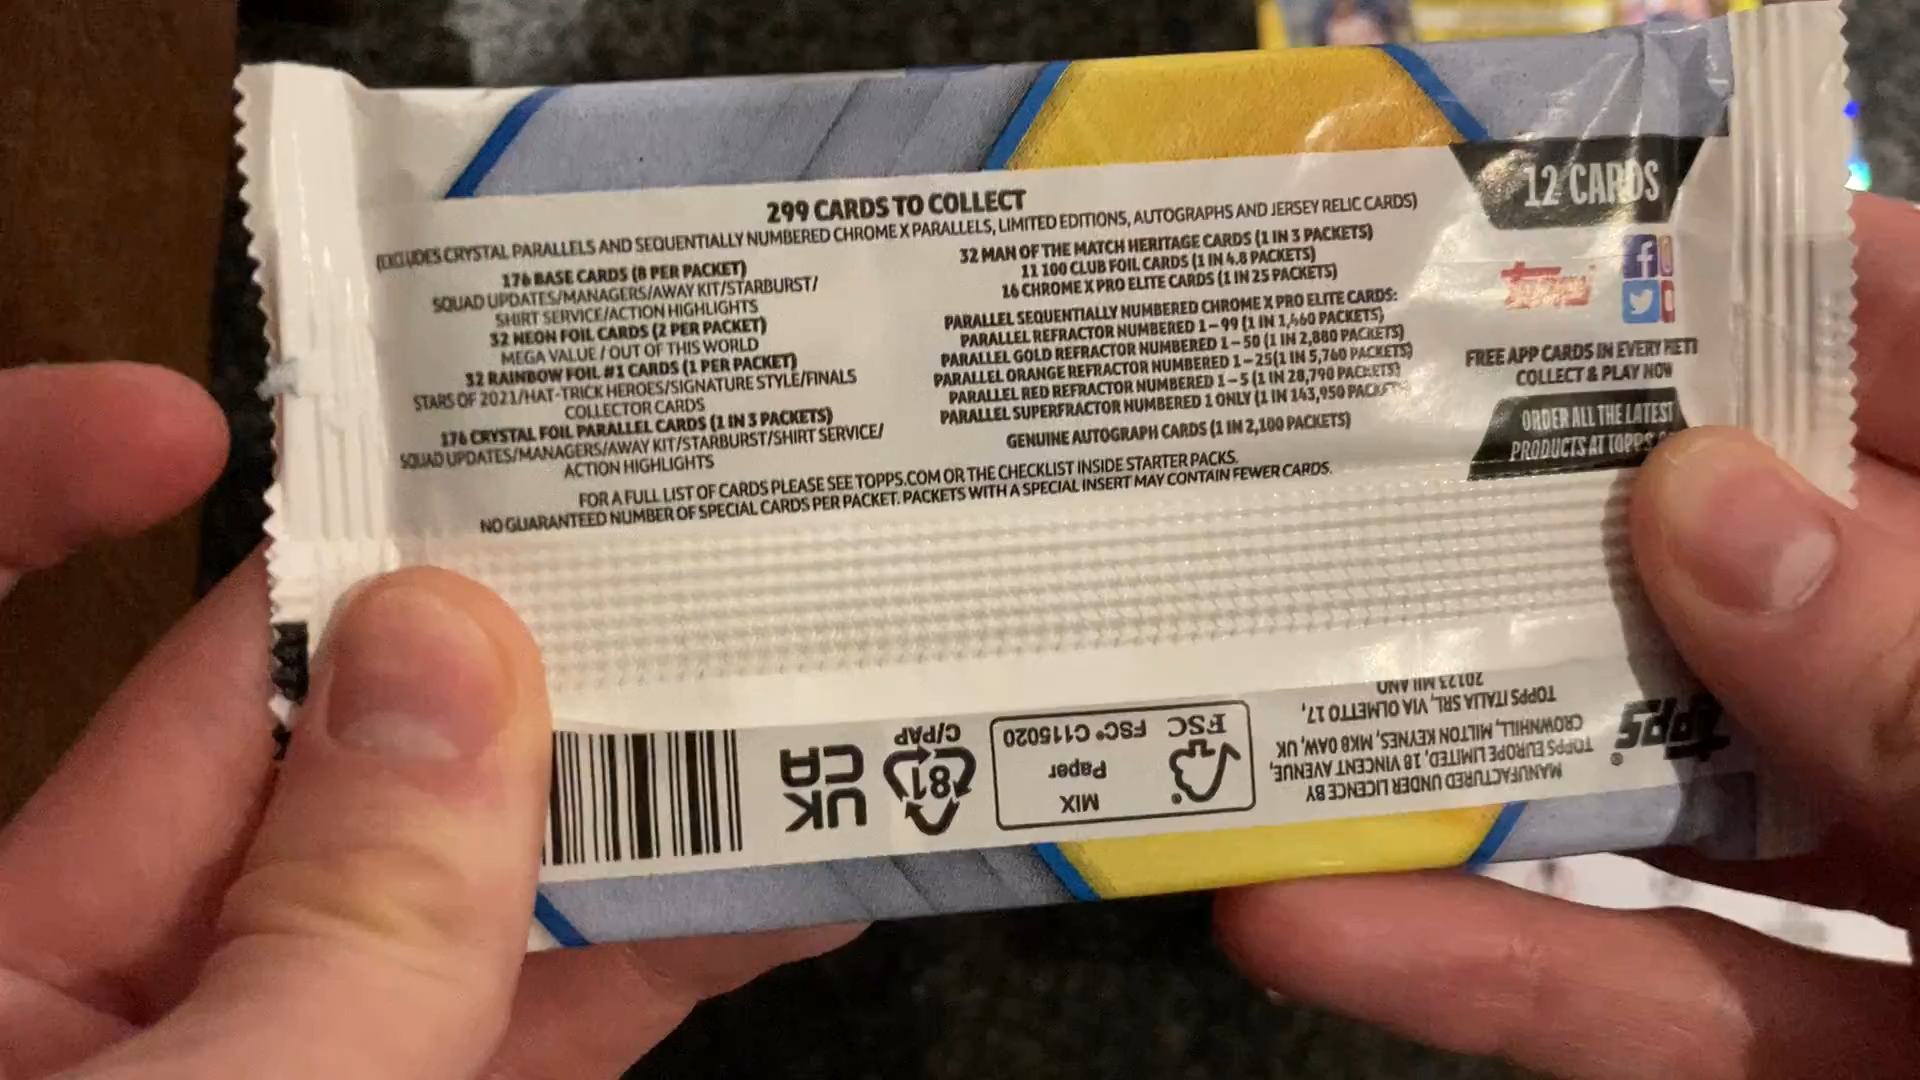 299 CARDS TO COLLECT
(EXCLUDES CRYSTAL PARALLELS AND SEQUENTIALLY NUMBERED CHROME X PARALLELS, LIMITED EDITIONS, AUTOGRAPHS AND JERSEY RELIC CARDS)
176 BASE CARDS (8 PER PACKET)
SQUAD UPDATES/MANAGERS/AWAY KIT/STARBURST/
SHIRT SERVICE/ACTION HIGHLIGHTS
32 NEON FOIL CARDS (2 PER PACKET)
MEGA VALUE / OUT OF THIS WORLD
32 RAINBOW FOIL #1 CARDS (1 PER PACKET)
STARS OF 2021/HAT-TRICK HEROES/SIGNATURE STYLE/FINALS
COLLECTOR CARDS
176 CRYSTAL FOIL PARALLEL CARDS (1 IN 3 PACKETS)
SQUAD UPDATES/MANAGERS/AWAY KIT/STARBURST/SHIRT SERVICE/
ACTION HIGHLIGHTS
32 MAN OF THE MATCH HERITAGE CARDS (1 IN 3 PACKETS)
11 100 CLUB FOIL CARDS (1 IN 4.8 PACKETS)
16 CHROME X PRO ELITE CARDS (1 IN 25 PACKETS)
PARALLEL SEQUENTIALLY NUMBERED CHROME X PRO ELITE CARDS:
PARALLEL REFRACTOR NUMBERED 1-99 (1 IN 1,460 PACKETS)
PARALLEL GOLD REFRACTOR NUMBERED 1-50 (1 IN 2,880 PACKETS)
PARALLEL ORANGE REFRACTOR NUMBERED 1-25(1 IN 5,760 PACKETS)
PARALLEL RED REFRACTOR NUMBERED 1-5 (1 IN 28,790 PACKETS)
PARALLEL SUPERFRACTOR NUMBERED 1 ONLY (1 IN 143,950 PACKETS
GENUINE AUTOGRAPH CARDS (1 IN 2,100 PACKETS)
FOR A FULL LIST OF CARDS PLEASE SEE TOPPS.COM OR THE CHECKLIST INSIDE STARTER PACKS.
NO GUARANTEED NUMBER OF SPECIAL CARDS PER PACKET. PACKETS WITH A SPECIAL INSERT MAY CONTAIN FEWER CARDS.
12 CARDS
FREE APP CARDS IN EVERY
COLLECT & PLAY NOW
ORDER ALL THE LATEST
PRODUCTS AT TOPPS
topps®
MANUFACTURED UNDER LICENCE BY
TOPPS EUROPE LIMITED, 18 VINCENT AVENUE,
CROWNHILL, MILTON KEYNES, MK8 0AW, UK
TOPPS ITALIA SRL, VIA OLMETTO 17,
20123 MILANO
FSC
MIX
Paper
FSC® C115020
81
C/PAP
UK
CA